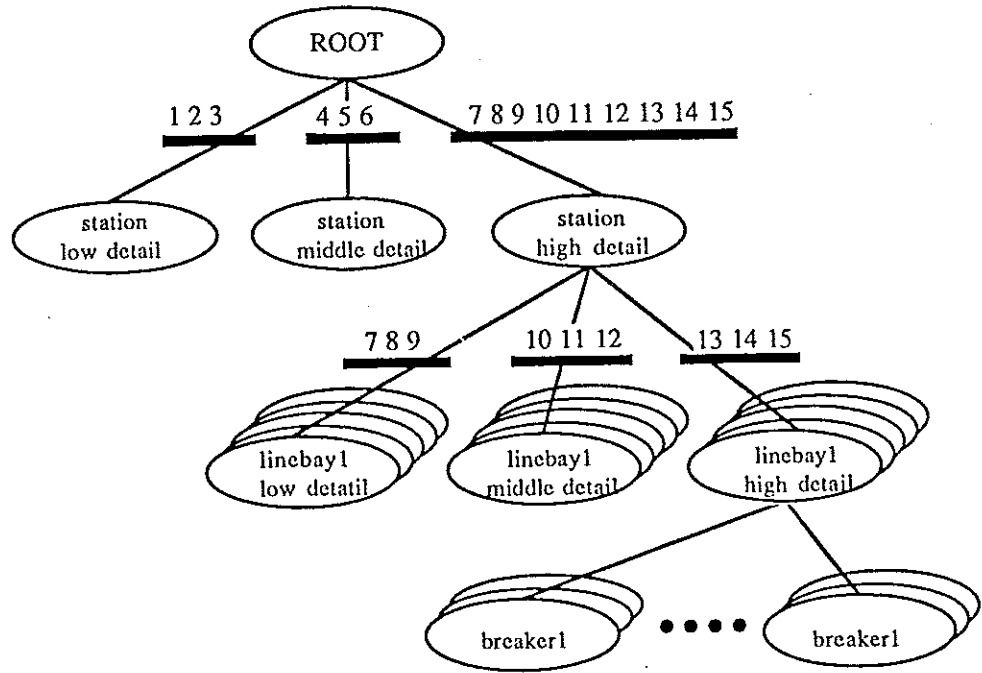 ROOT
1 2 3
4 5 6
7 8 9 10 11 12 13 14 15
station
low detail
station
middle detail
station
high detail
7 8 9
10 11 12
13 14 15
linebay1
low detatil
linebay1
middle detail
linebay1
high detail
breaker1
breaker1